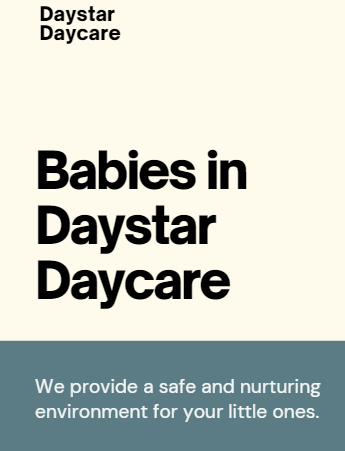 Daystar
Daycare
Babies in
Daystar
Daycare
We provide a safe and nurturing
environment for your little ones.